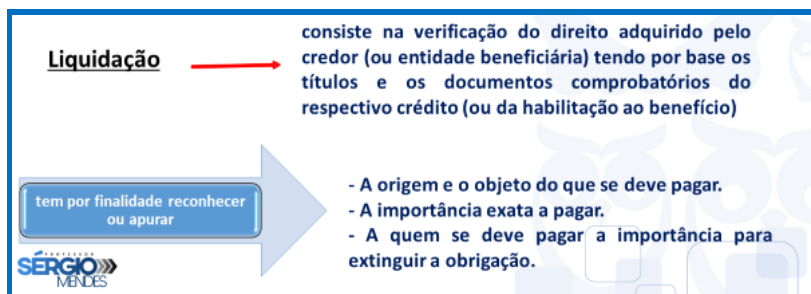 consiste na verificação do direito adquirido pelo
Liquidação
credor (ou entidade beneficiária) tendo por base os
títulos e os documentos comprobatórios do
respectivo crédito (ou da habilitação ao benefício)
tem por finalidade reconhecer
ou apurar
- A origem e o objeto do que se deve pagar.
- A importância exata a pagar.
- A quem se deve pagar a importância para
extinguir a obrigação.
PROFESSOR
SÉRGIO
MENDES